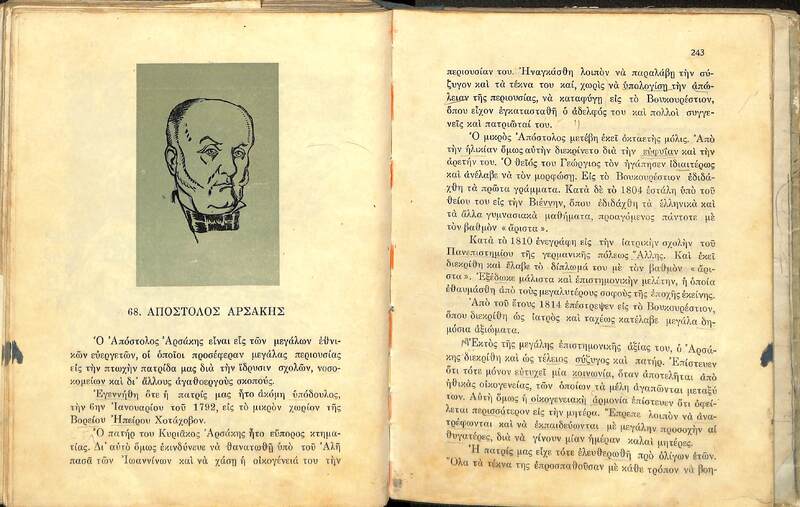 68. ΑΠΟΣΤΟΛΟΣ ΑΡΣΑΚΗΣ
Ὁ Ἀπόστολος Ἀρσάκης εἶναι εἷς τῶν μεγάλων ἐθνι-
κῶν εὐεργετῶν, οἱ ὁποῖοι προσέφεραν μεγάλας περιουσίας
εἰς τὴν πτωχὴν πατρίδα μας διὰ τὴν ἵδρυσιν σχολῶν, νοσο-
κομείων καὶ δι' ἄλλους ἀγαθοεργοὺς σκοπούς.
Ἐγεννήθη ὅτε ἡ πατρίς μας ἦτο ἀκόμη ὑπόδουλος,
τὴν 6ην Ἰανουαρίου τοῦ 1792, εἰς τὸ μικρὸν χωρίον τῆς
Βορείου Ἠπείρου Χοτάχοβον.
Ὁ πατήρ του Κυριᾶκος Ἀρσάκης ἦτο εὔπορος κτημα-
τίας. Δι' αὐτὸ ὅμως ἐκινδύνευε νὰ θανατωθῇ ὑπὸ τοῦ Ἀλῆ
πασᾶ τῶν Ἰωαννίνων καὶ νὰ χάσῃ ἡ οἰκογένειά του τὴν
243
περιουσίαν του. Ἠναγκάσθη λοιπὸν νὰ παραλάβῃ τὴν σύ-
ζυγον καὶ τὰ τέκνα του καί, χωρὶς νὰ ὑπολογίσῃ τὴν ἀπώ-
λειαν τῆς περιουσίας, νὰ καταφύγῃ εἰς τὸ Βουκουρέστιον,
ὅπου εἶχον ἐγκατασταθῆ ὁ ἀδελφός του καὶ πολλοὶ συγγε-
νεῖς καὶ πατριῶταί του.
Ὁ μικρὸς Ἀπόστολος μετέβη ἐκεῖ ὀκταετὴς μόλις. Ἀπὸ
τὴν ἡλικίαν ὅμως αὐτὴν διεκρίνετο διὰ τὴν εὐφυΐαν καὶ τὴν
ἀρετήν του. Ὁ θεῖός του Γεώργιος τὸν ἠγάπησεν ἰδιαιτέρως
καὶ ἀνέλαβε νὰ τὸν μορφώσῃ. Εἰς τὸ Βουκουρέστιον ἐδιδά-
χθη τὰ πρῶτα γράμματα. Κατὰ δὲ τὸ 1804 ἐστάλη ὑπὸ τοῦ
θείου του εἰς τὴν Βιέννην, ὅπου ἐδιδάχθη τὰ ἑλληνικὰ καὶ
τὰ ἄλλα γυμνασιακὰ μαθήματα, προαγόμενος πάντοτε μὲ
τὸν βαθμὸν «ἄριστα».
Κατὰ τὸ 1810 ἐνεγράφη εἰς τὴν ἰατρικὴν σχολὴν τοῦ
Πανεπιστημίου τῆς γερμανικῆς πόλεως Ἄλλης. Καὶ ἐκεῖ
διεκρίθη καὶ ἔλαβε τὸ δίπλωμά του μὲ τὸν βαθμὸν «ἄρι-
στα». Ἐξέδωκε μάλιστα καὶ ἐπιστημονικὴν μελέτην, ἡ ὁποία
ἐθαυμάσθη ἀπὸ τοὺς μεγαλυτέρους σοφοὺς τῆς ἐποχῆς ἐκείνης.
Ἀπὸ τοῦ ἔτους 1814 ἐπέστρεψεν εἰς τὸ Βουκουρέστιον,
ὅπου διεκρίθη ὡς ἰατρὸς καὶ ταχέως κατέλαβε μεγάλα δη-
μόσια ἀξιώματα.
Ἐκτὸς τῆς μεγάλης ἐπιστημονικῆς ἀξίας του, ὁ Ἀρσά-
κης διεκρίθη καὶ ὡς τέλειος σύζυγος καὶ πατήρ. Ἐπίστευεν
ὅτι τότε μόνον εὐτυχεῖ μία κοινωνία, ὅταν ἀποτελῆται ἀπὸ
ἠθικὰς οἰκογενείας, τῶν ὁποίων τὰ μέλη ἀγαπῶνται μεταξύ
των. Αὐτὴ ὅμως ἡ οἰκογενειακὴ ἁρμονία ἐπίστευεν ὅτι ὀφεί-
λεται περισσότερον εἰς τὴν μητέρα. Ἔπρεπε λοιπὸν νὰ ἀνα-
τρέφωνται καὶ νὰ ἐκπαιδεύωνται μὲ μεγάλην προσοχὴν αἱ
θυγατέρες, διὰ νὰ γίνουν μίαν ἡμέραν καλαὶ μητέρες.
Ἡ πατρίς μας εἶχε τότε ἐλευθερωθῆ πρὸ ὀλίγων ἐτῶν.
Ὅλα τὰ τέκνα της ἐπροσπαθοῦσαν μὲ κάθε τρόπον νὰ βοη-